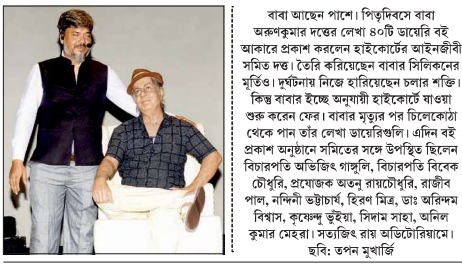 বাবা আছেন পাশে। পিতৃদিবসে বাবা
অরুণকুমার দত্তের লেখা ৪০টি ডায়েরি বই
আকারে প্রকাশ করলেন হাইকোর্টের আইনজীবী
সমিত দত্ত। তৈরি করিয়েছেন বাবার সিলিকনের
মূর্তিও। দুর্ঘটনায় নিজে হারিয়েছেন চলার শক্তি।
কিন্তু বাবার ইচ্ছে অনুযায়ী হাইকোর্টে যাওয়া
শুরু করেন ফের। বাবার মৃত্যুর পর চিলেকোঠা
থেকে পান তাঁর লেখা ডায়েরিগুলি। এদিন বই
প্রকাশ অনুষ্ঠানে সমিতের সঙ্গে উপস্থিত ছিলেন
বিচারপতি অভিজিৎ গাঙ্গুলি, বিচারপতি বিবেক
চৌধুরি, প্রযোজক অতনু রায়চৌধুরি, রাজীব
পাল, নন্দিনী ভট্টাচার্য, হিরণ মিত্র, ডাঃ অরিন্দম
বিশ্বাস, কৃষ্ণেন্দু ভুঁইয়া, সিদাম সাহা, অনিল
কুমার মেহরা। সত্যজিৎ রায় অডিটোরিয়ামে।
ছবি: তপন মুখার্জি